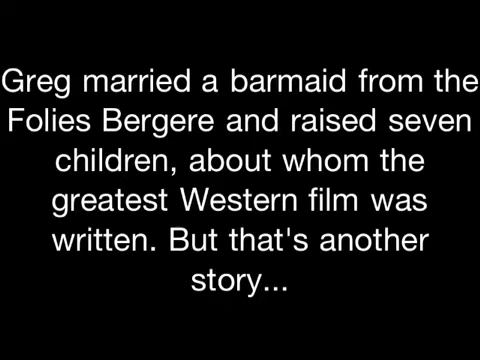 Greg married a barmaid from the
Folies Bergere and raised seven
children, about whom the
greatest Western film was
written. But that's another
story...